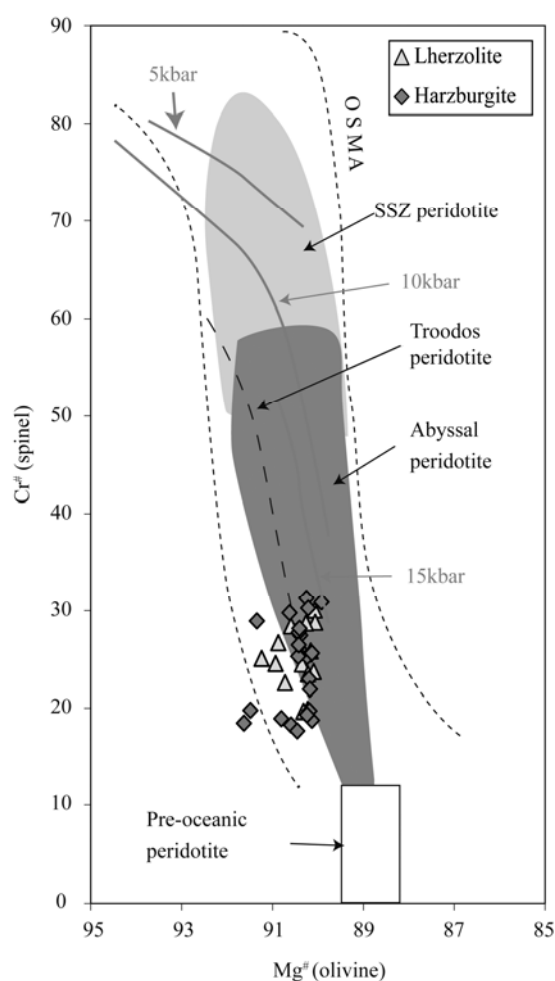 90
80
70
60
50
40
30
20
10
0
Cr# (spinel)
5kbar
OSMA
Lherzolite
Harzburgite
SSZ peridotite
10kbar
Troodos
peridotite
Abyssal
peridotite
15kbar
Pre-oceanic
peridotite
95
93
91
89
87
85
Mg# (olivine)